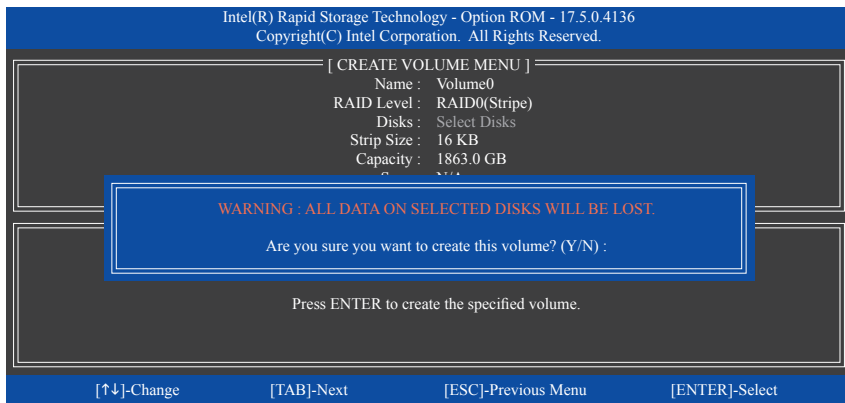 Intel(R) Rapid Storage Technology - Option ROM - 17.5.0.4136
Copyright(C) Intel Corporation. All Rights Reserved.
[ CREATE VOLUME MENU ]
Name : Volume0
RAID Level : RAID0(Stripe)
Disks : Select Disks
Strip Size : 16 KB
Capacity : 1863.0 GB
WARNING : ALL DATA ON SELECTED DISKS WILL BE LOST.
Are you sure you want to create this volume? (Y/N) :
Press ENTER to create the specified volume.
[↑↓]-Change [TAB]-Next [ESC]-Previous Menu [ENTER]-Select